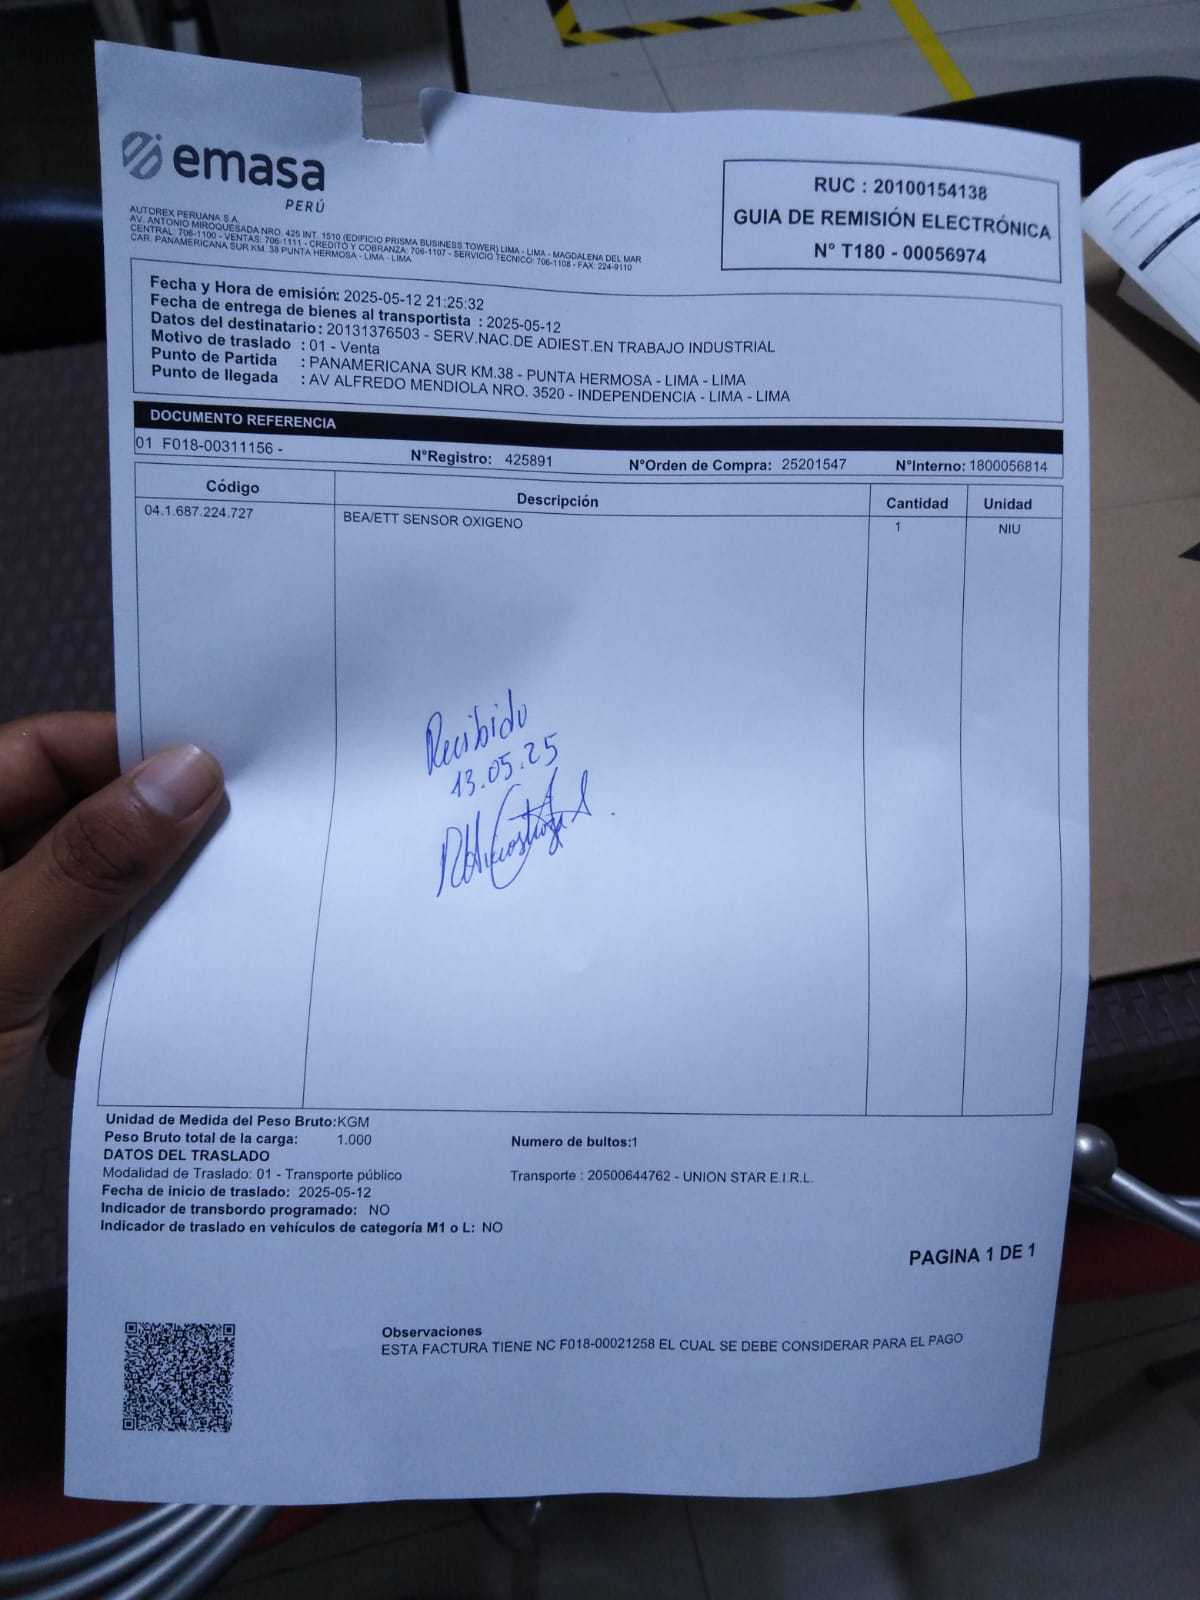 emasa
PERÚ
AUTOREX PERUANA S.A.
AV. ANTONIO MIROQUESADA NRO. 425 INT. 1510 (EDIFICIO PRISMA BUSINESS TOWER) LIMA - LIMA - MAGDALENA DEL MAR
CENTRAL: 706-1100 - VENTAS: 706-1111 - CREDITO Y COBRANZA: 706-1107 - SERVICIO TECNICO: 706-1108 - FAX: 224-9110
CAR. PANAMERICANA SUR KM. 38 PUNTA HERMOSA - LIMA - LIMA
RUC : 20100154138
GUIA DE REMISIÓN ELECTRÓNICA
N° T180 - 00056974
Fecha y Hora de emisión: 2025-05-12 21:25:32
Fecha de entrega de bienes al transportista : 2025-05-12
Datos del destinatario : 20131376503 - SERV.NAC.DE ADIEST.EN TRABAJO INDUSTRIAL
Motivo de traslado : 01 - Venta
Punto de Partida : PANAMERICANA SUR KM.38 - PUNTA HERMOSA - LIMA - LIMA
Punto de llegada : AV ALFREDO MENDIOLA NRO. 3520 - INDEPENDENCIA - LIMA - LIMA
DOCUMENTO REFERENCIA
01 F018-00311156 - N°Registro: 425891 N°Orden de Compra: 25201547 N°Interno: 1800056814
Código Descripción Cantidad Unidad
04.1.687.224.727 BEA/ETT SENSOR OXIGENO 1 NIU
Recibido
13.05.25
Unidad de Medida del Peso Bruto:KGM
Peso Bruto total de la carga: 1.000 Numero de bultos:1
DATOS DEL TRASLADO
Modalidad de Traslado: 01 - Transporte público Transporte : 20500644762 - UNION STAR E.I.R.L.
Fecha de inicio de traslado: 2025-05-12
Indicador de transbordo programado: NO
Indicador de traslado en vehículos de categoría M1 o L: NO
PAGINA 1 DE 1
Observaciones
ESTA FACTURA TIENE NC F018-00021258 EL CUAL SE DEBE CONSIDERAR PARA EL PAGO